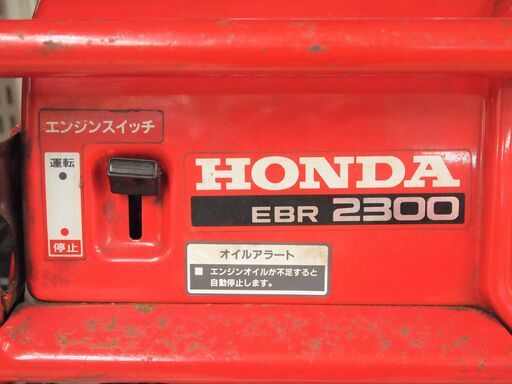 エンジンスイッチ
運転
停止
HONDA
EBR 2300
オイルアラート
■ エンジンオイルが不足すると
自動停止します。